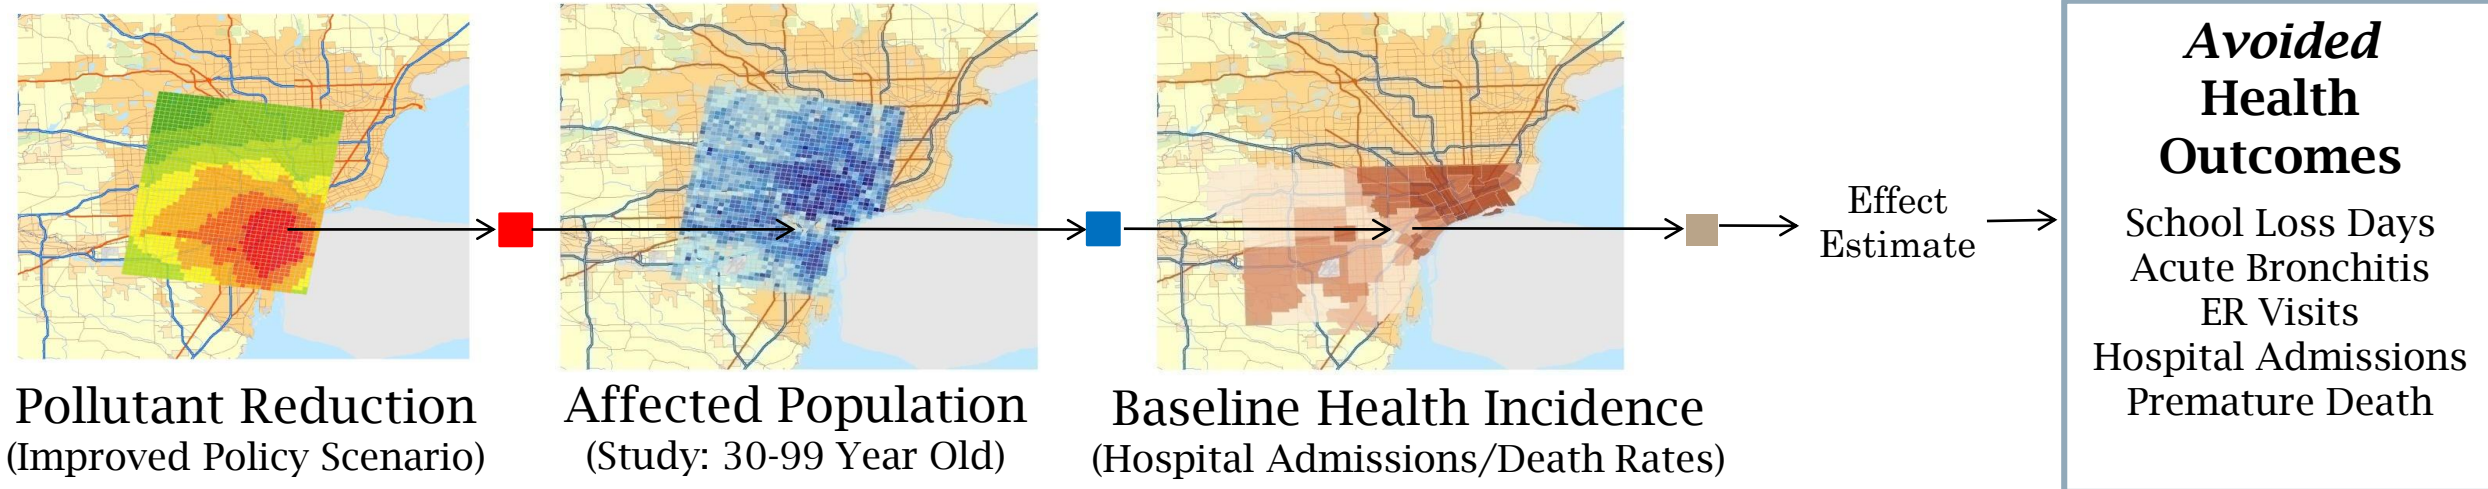 Pollutant Reduction
(Improved Policy Scenario)
Affected Population
(Study: 30-99 Year Old)
Baseline Health Incidence
(Hospital Admissions/Death Rates)
Effect
Estimate
Avoided
Health
Outcomes
School Loss Days
Acute Bronchitis
ER Visits
Hospital Admissions
Premature Death